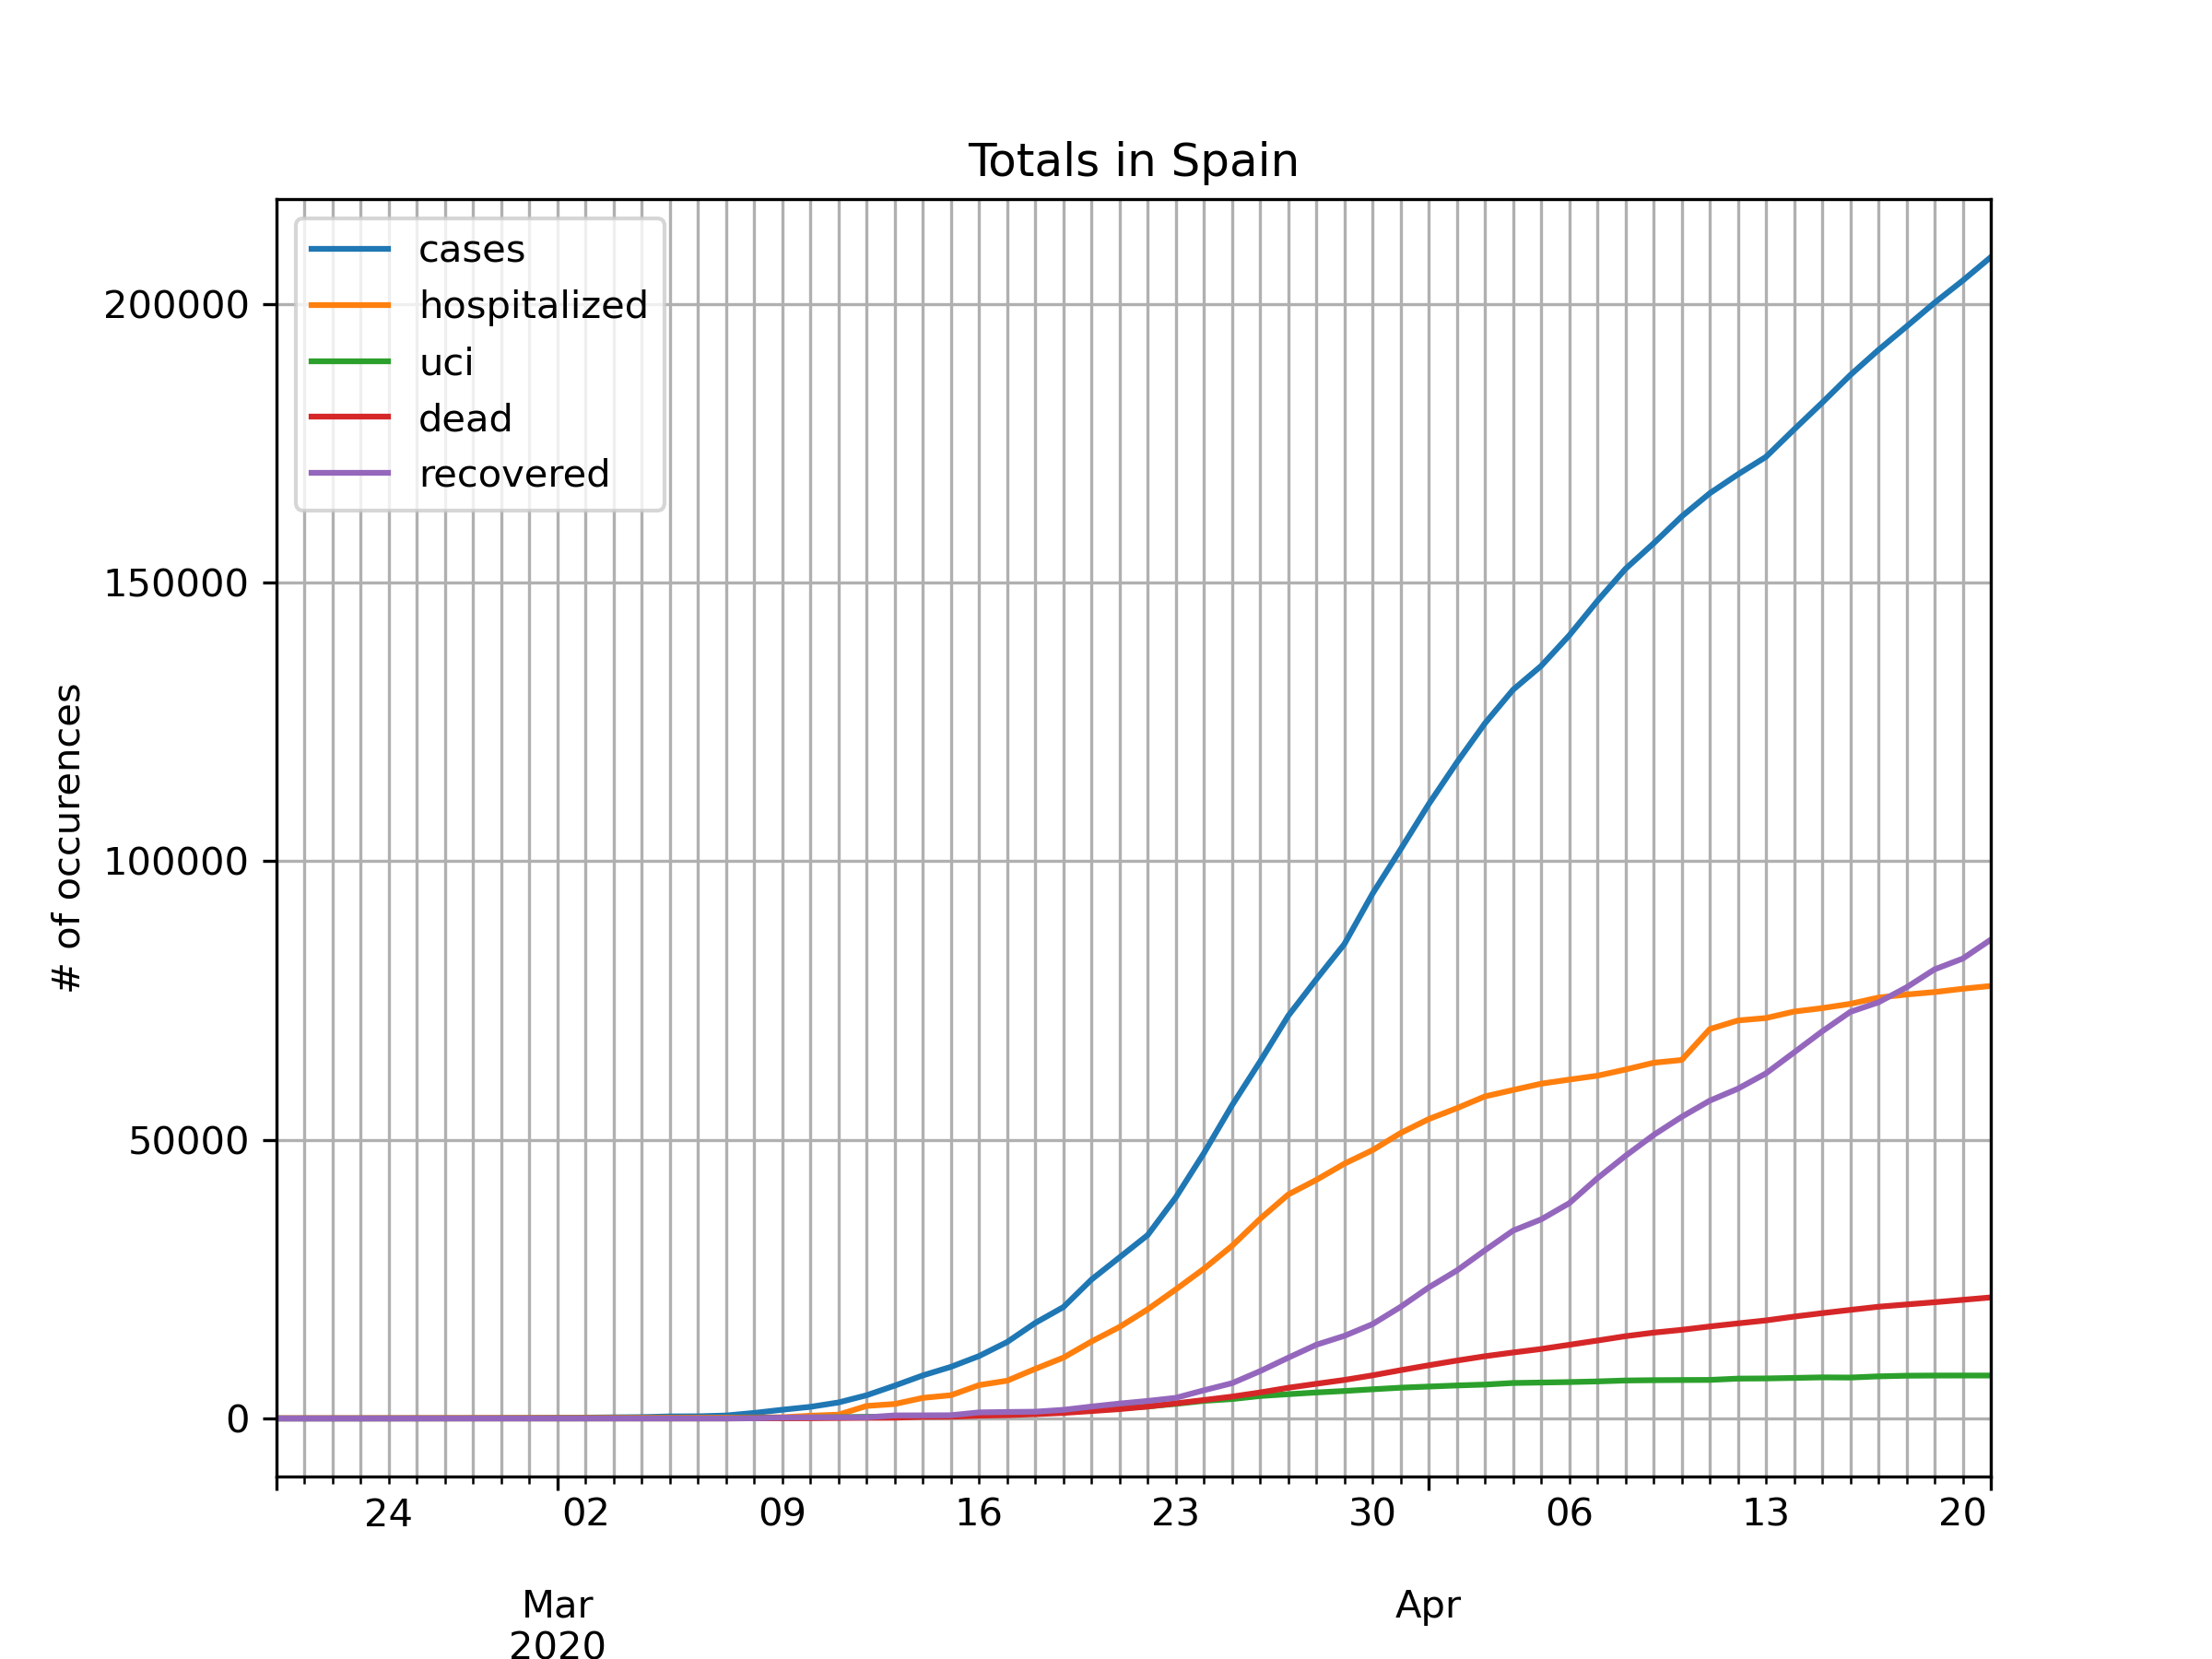 Totals in Spain
cases
hospitalized
uci
dead
recovered
# of occurences
200000
150000
100000
50000
0
24 02 09 16 23 30 06 13 20
Mar Apr
2020